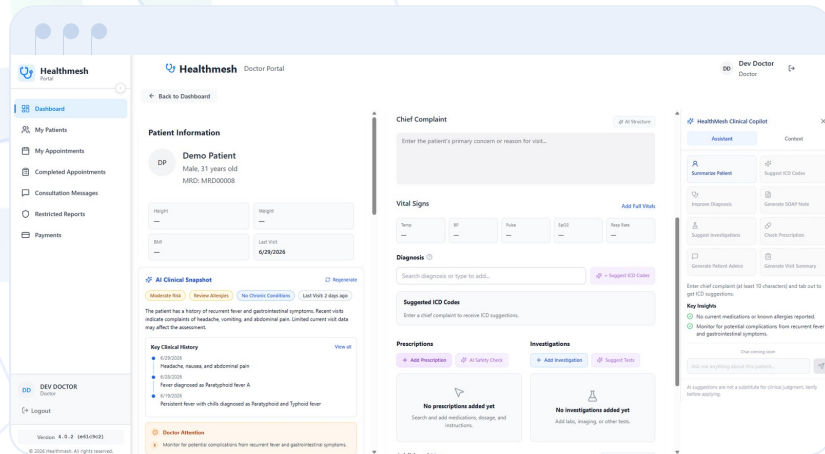 Healthmesh
Portal
Dashboard
My Patients
My Appointments
Completed Appointments
Consultation Messages
Restricted Reports
Payments
DD
DEV DOCTOR
Doctor
Logout
Version 4.0.2 (ed1c9c2)
© 2026 Healthmesh. All rights reserved.
Healthmesh Doctor Portal
DD
Dev Doctor
Doctor
← Back to Dashboard
Patient Information
DP
Demo Patient
Male, 31 years old
MRD: MRD00008
Height
—
Weight
—
BMI
—
Last Visit
6/29/2026
AI Clinical Snapshot
Regenerate
Moderate Risk
Review Allergies
No Chronic Conditions
Last Visit: 2 days ago
The patient has a history of recurrent fever and gastrointestinal symptoms. Recent visits
indicate complaints of headache, vomiting, and abdominal pain. Limited current visit data
may affect the assessment.
Key Clinical History
View all
6/29/2026
Headache, nausea, and abdominal pain
6/20/2026
Fever diagnosed as Paratyphoid fever A
6/19/2026
Persistent fever with chills diagnosed as Paratyphoid and Typhoid fever
Doctor Attention
Monitor for potential complications from recurrent fever and gastrointestinal symptoms.
Chief Complaint
AI Structure
Enter the patient's primary concern or reason for visit...
Vital Signs
Add Full Vitals
Temp
—
BP
—
Pulse
—
SpO2
—
Resp Rate
—
Diagnosis
Search diagnosis or type to add...
+ Suggest ICD Codes
Suggested ICD Codes
Enter a chief complaint to receive ICD suggestions.
Prescriptions
+ Add Prescription
AI Safety Check
No prescriptions added yet
Search and add medications, dosage, and
instructions.
Investigations
+ Add Investigation
Suggest Tests
No investigations added yet
Add labs, imaging, or other tests.
HealthMesh Clinical Copilot
Assistant
Context
Summarize Patient
Suggest ICD Codes
Improve Diagnosis
Generate SOAP Note
Suggest Investigations
Check Prescription
Generate Patient Advice
Generate Visit Summary
Enter chief complaint (at least 10 characters) and tab out to
get ICD suggestions.
Key Insights
No current medications or known allergies reported.
Monitor for potential complications from recurrent fever
and gastrointestinal symptoms.
Chat coming soon
Ask me anything about this patient...
AI suggestions are not a substitute for clinical judgment. Verify
before applying.